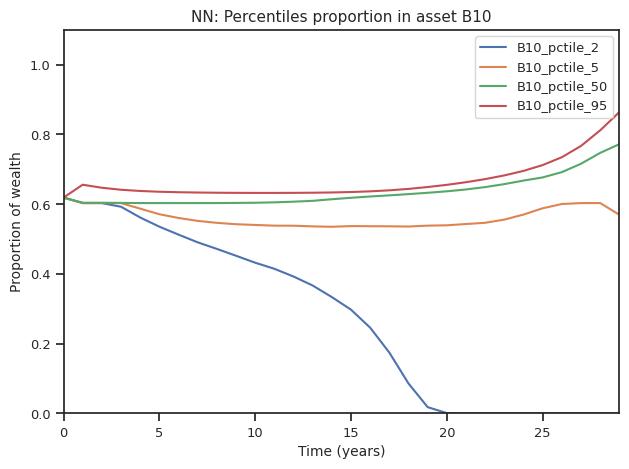 NN: Percentiles proportion in asset B10
B10_pctile_2
B10_pctile_5
B10_pctile_50
B10_pctile_95
Proportion of wealth
1.0
0.8
0.6
0.4
0.2
0.0
0 5 10 15 20 25
Time (years)